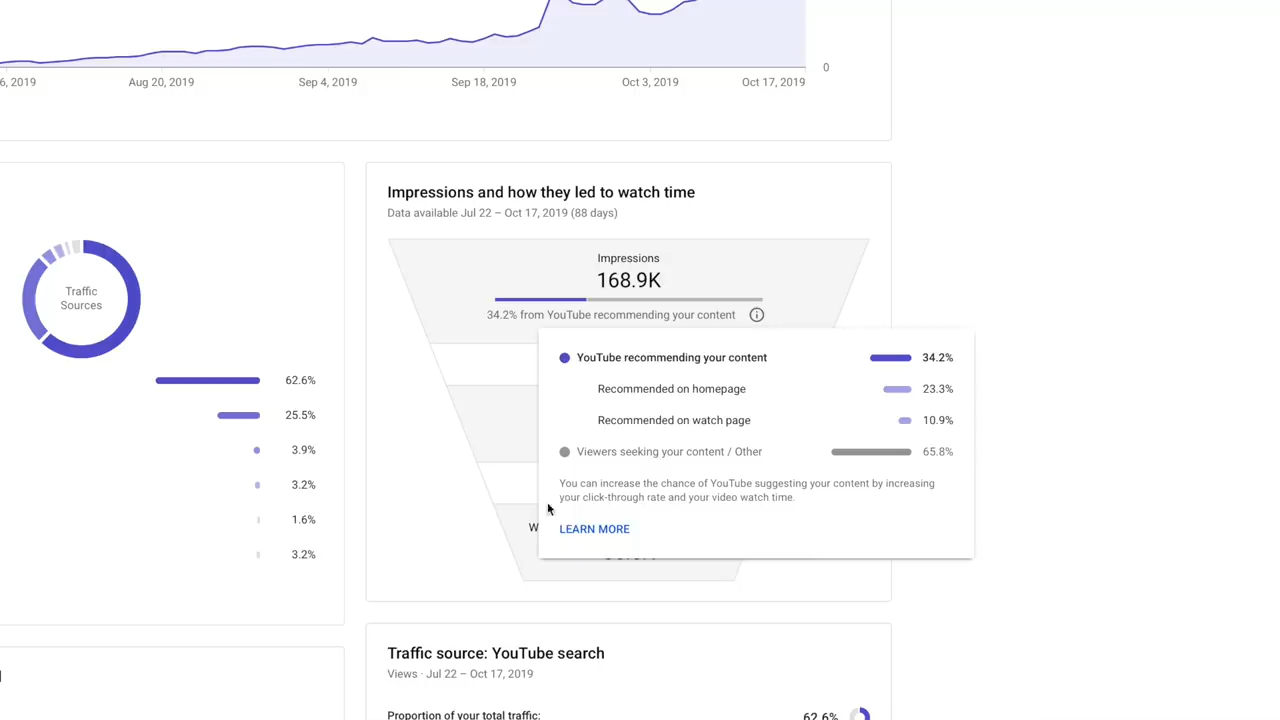 0
6, 2019
Aug 20, 2019
Sep 4, 2019
Sep 18, 2019
Oct 3, 2019
Oct 17, 2019
Traffic
Sources
62.6%
25.5%
3.9%
3.2%
1.6%
3.2%
Impressions and how they led to watch time
Data available Jul 22 – Oct 17, 2019 (88 days)
Impressions
168.9K
34.2% from YouTube recommending your content
YouTube recommending your content 34.2%
Recommended on homepage 23.3%
Recommended on watch page 10.9%
Viewers seeking your content / Other 65.8%
You can increase the chance of YouTube suggesting your content by increasing
your click-through rate and your video watch time.
W
LEARN MORE
Traffic source: YouTube search
Views · Jul 22 – Oct 17, 2019
Proportion of your total traffic: 62.6%